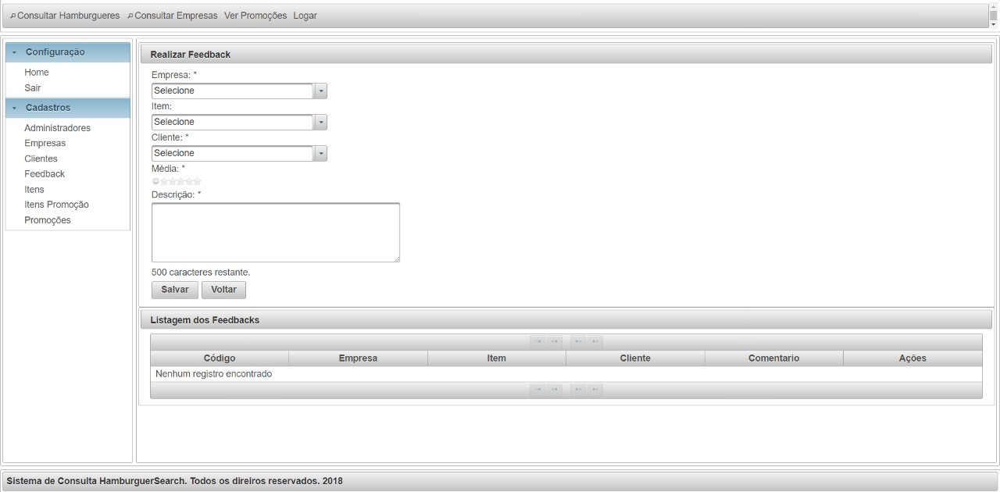 Consultar Hamburgueres Consultar Empresas Ver Promoções Logar
Configuração
Home
Sair
Cadastros
Administradores
Empresas
Clientes
Feedback
Itens
Itens Promoção
Promoções
Realizar Feedback
Empresa: *
Selecione
Item:
Selecione
Cliente: *
Selecione
Média: *
Descrição: *
500 caracteres restante.
Salvar Voltar
Listagem dos Feedbacks
Código Empresa Item Cliente Comentario Ações
Nenhum registro encontrado
Sistema de Consulta HamburguerSearch. Todos os direiros reservados. 2018